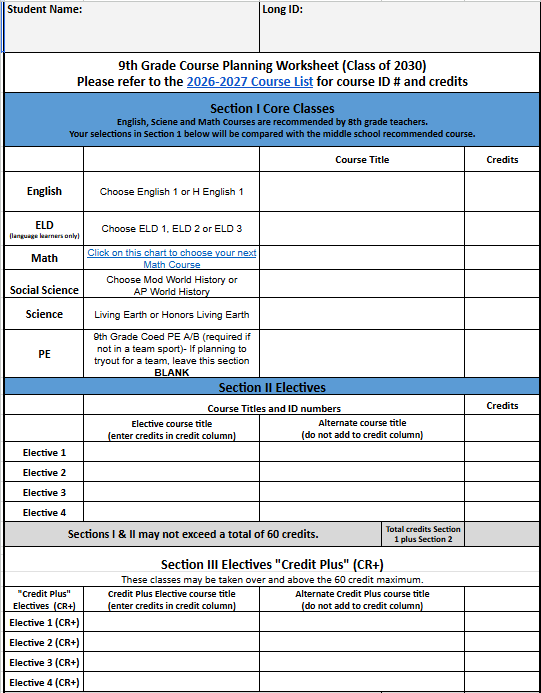 Student Name:
Long ID:
9th Grade Course Planning Worksheet (Class of 2030)
Please refer to the 2026-2027 Course List for course ID # and credits
Section I Core Classes
English, Sciene and Math Courses are recommended by 8th grade teachers.
Your selections in Section 1 below will be compared with the middle school recommended course.
Course Title
Credits
English
Choose English 1 or H English 1
ELD
(language learners only)
Choose ELD 1, ELD 2 or ELD 3
Math
Click on this chart to choose your next
Math Course
Social Science
Choose Mod World History or
AP World History
Science
Living Earth or Honors Living Earth
PE
9th Grade Coed PE A/B (required if
not in a team sport)- If planning to
tryout for a team, leave this section
BLANK
Section II Electives
Course Titles and ID numbers
Credits
Elective course title
(enter credits in credit column)
Alternate course title
(do not add to credit column)
Elective 1
Elective 2
Elective 3
Elective 4
Sections I & II may not exceed a total of 60 credits.
Total credits Section
1 plus Section 2
Section III Electives "Credit Plus" (CR+)
These classes may be taken over and above the 60 credit maximum.
"Credit Plus"
Electives (CR+)
Credit Plus Elective course title
(enter credits in credit column)
Alternate Credit Plus course title
(do not add to credit column)
Elective 1 (CR+)
Elective 2 (CR+)
Elective 3 (CR+)
Elective 4 (CR+)